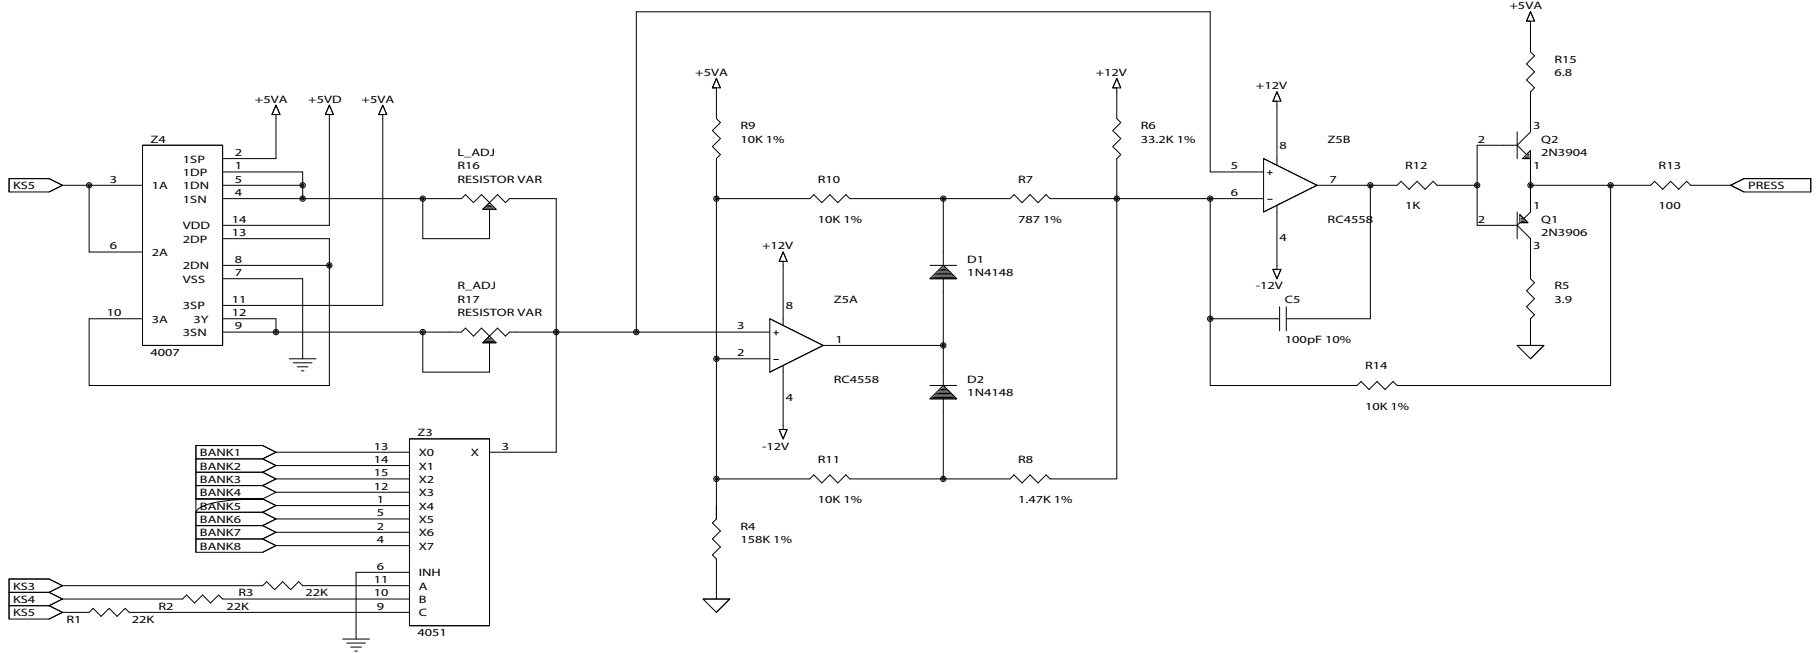 +5VA
R15
6.8
3
Q2
2N3904
2
1
+5VA
+12V
+12V
R9
10K 1%
R6
33.2K 1%
8
Z5B
5
6
+
−
7
4
RC4558
-12V
R12
1K
R13
100
PRESS
1
Q1
2N3906
2
3
R5
3.9
+5VA
+5VD
+5VA
Z4
KS5
3
1A
6
2A
10
3A
1SP
2
1DP
1
1DN
5
1SN
4
VDD
14
2DP
13
2DN
8
VSS
7
3SP
11
3Y
12
3SN
9
4007
L_ADJ
R16
RESISTOR VAR
R_ADJ
R17
RESISTOR VAR
R10
10K 1%
R7
787 1%
D1
1N4148
+12V
8
Z5A
3
2
+
−
1
4
RC4558
-12V
D2
1N4148
C5
100pF 10%
R14
10K 1%
R11
10K 1%
R8
1.47K 1%
R4
158K 1%
Z3
BANK1
13
X0
X
3
BANK2
14
X1
BANK3
15
X2
BANK4
12
X3
BANK5
1
X4
BANK6
5
X5
BANK7
2
X6
BANK8
4
X7
6
INH
KS3
R3
22K
11
A
KS4
R2
22K
10
B
KS5
R1
22K
9
C
4051